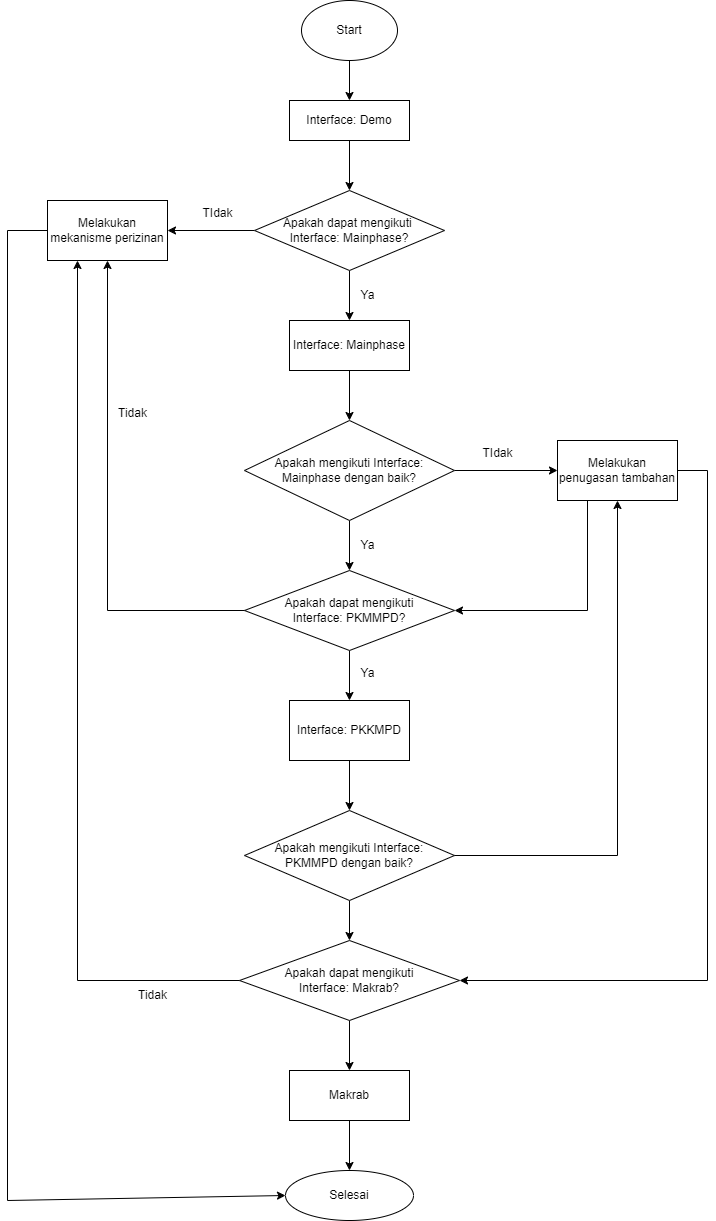 Start
Interface: Demo
Apakah dapat mengikuti
Interface: Mainphase?
TIdak
Melakukan
mekanisme perizinan
Ya
Interface: Mainphase
Tidak
Apakah mengikuti Interface:
Mainphase dengan baik?
TIdak
Melakukan
penugasan tambahan
Ya
Apakah dapat mengikuti
Interface: PKMMPD?
Ya
Interface: PKKMPD
Apakah mengikuti Interface:
PKMMPD dengan baik?
Apakah dapat mengikuti
Interface: Makrab?
Tidak
Makrab
Selesai